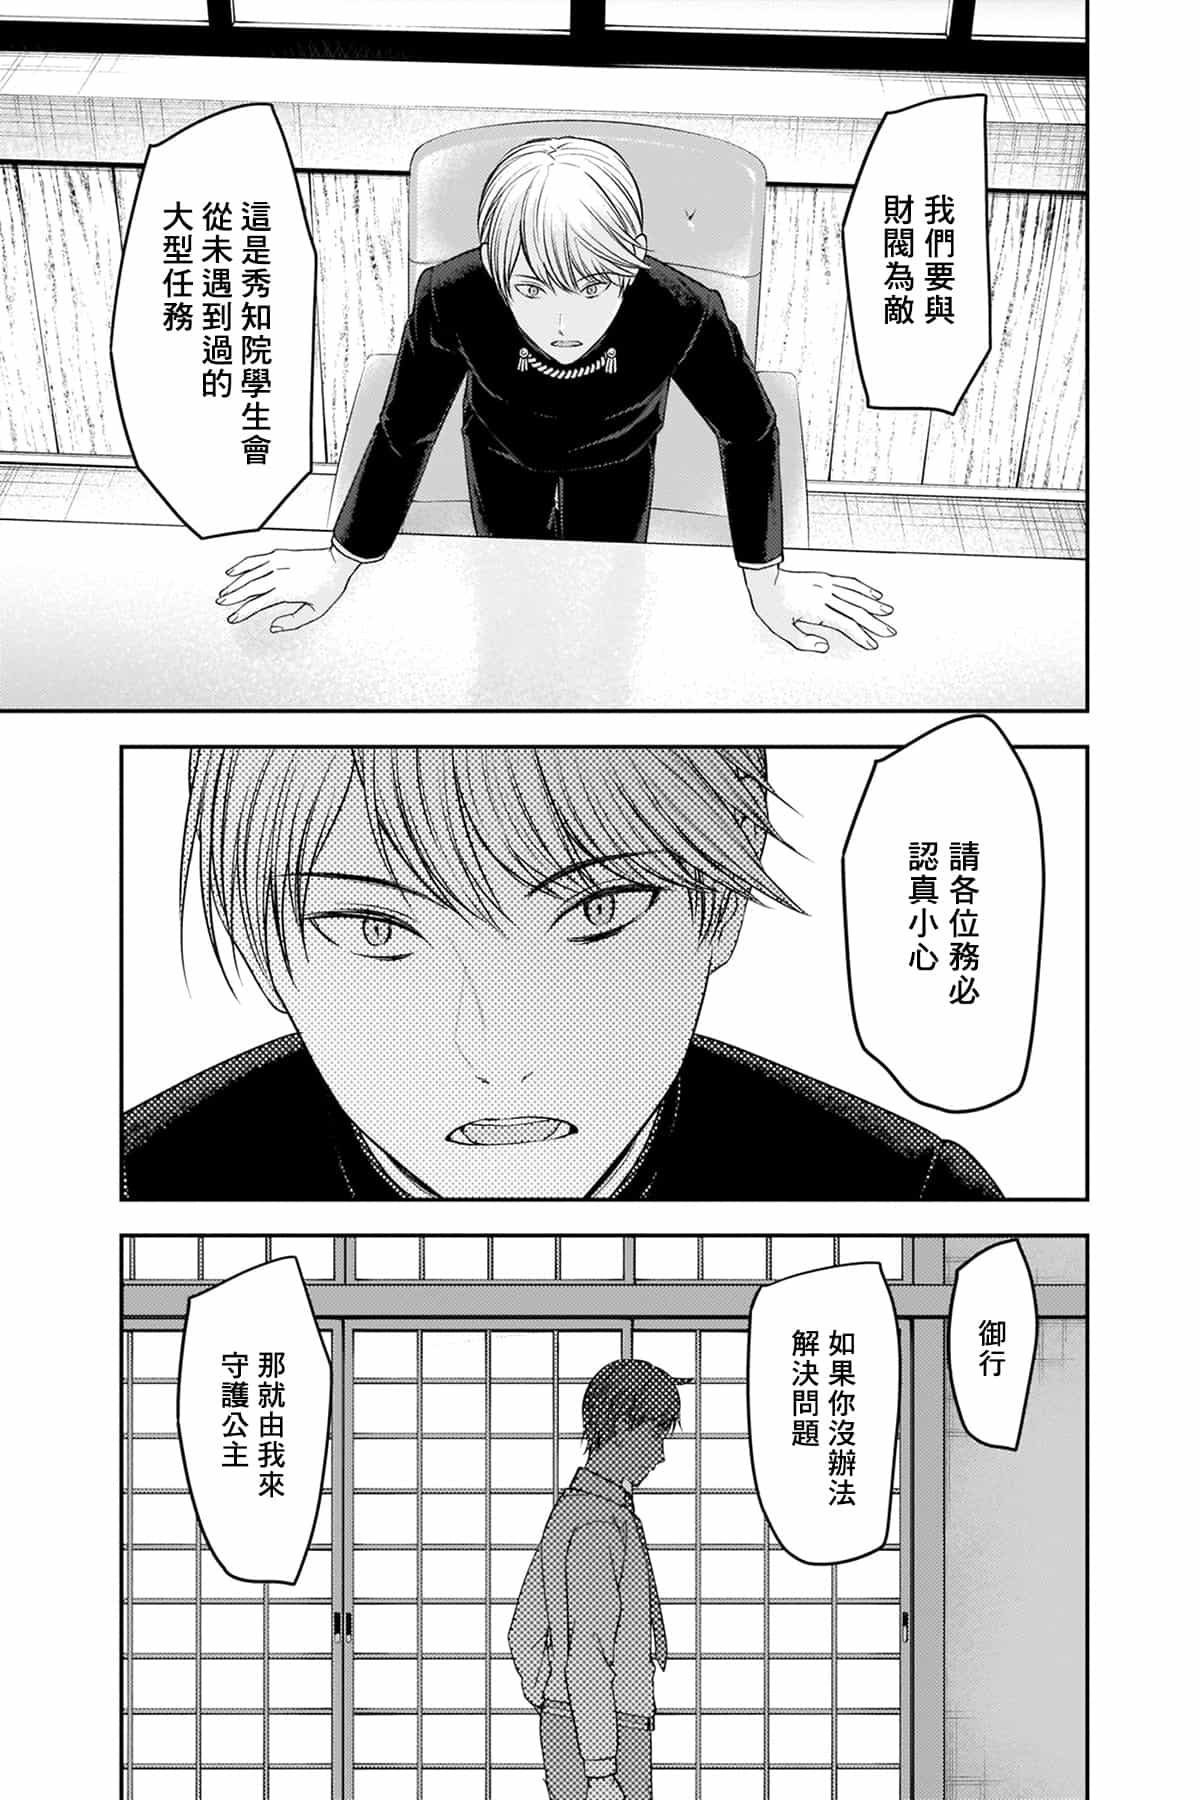 我們要與
財閥為敵
這是秀知院學生會
從未遇到過的
大型任務
請各位務必
認真小心
御行
如果你沒辦法
解決問題
那就由我來
守護公主